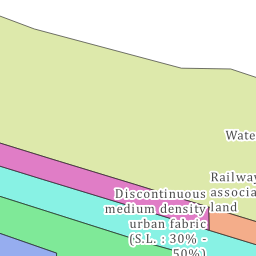 Wate
Railway
associa
land
Discontinuous
medium density
urban fabric
(S.L. : 30% -
50%)